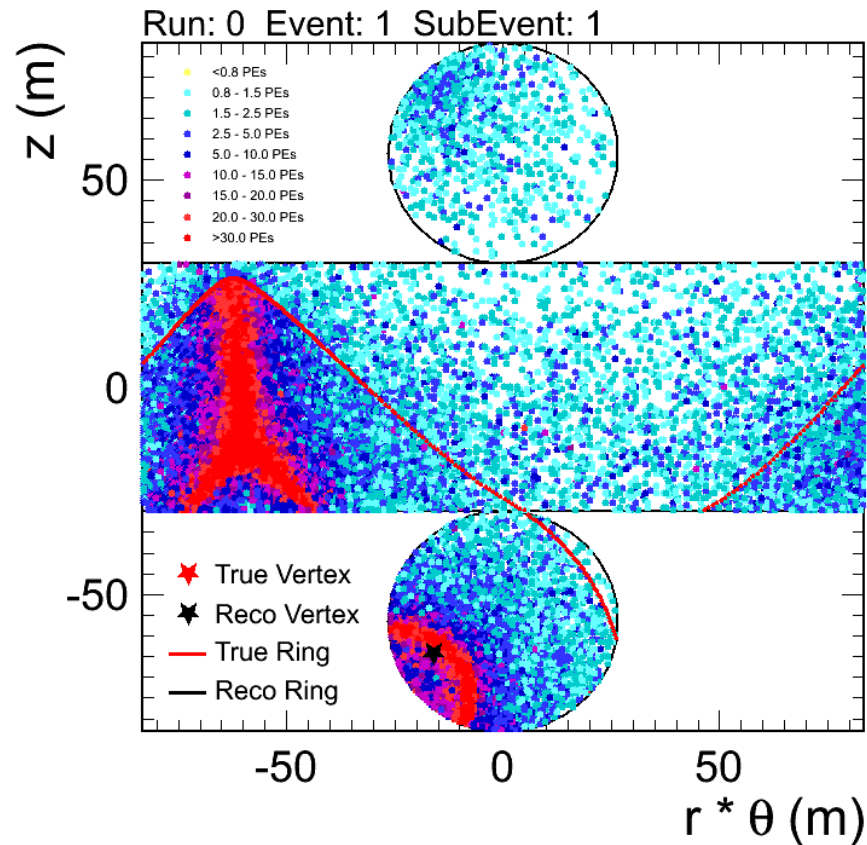 Run: 0 Event: 1 SubEvent: 1
z (m)
<0.8 PEs
0.8 - 1.5 PEs
1.5 - 2.5 PEs
2.5 - 5.0 PEs
5.0 - 10.0 PEs
10.0 - 15.0 PEs
15.0 - 20.0 PEs
20.0 - 30.0 PEs
>30.0 PEs
50
0
-50
True Vertex
Reco Vertex
True Ring
Reco Ring
-50 0 50
r * θ (m)